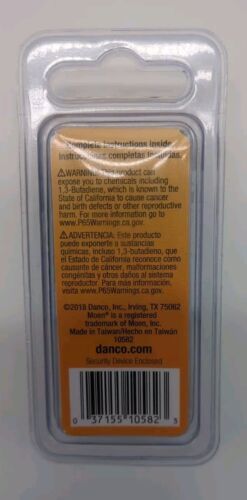 Complete Instructions Inside
Instrucciones completas incluidas.
⚠WARNING: This product can
expose you to chemicals including
1,3-Butadiene, which is known to the
State of California to cause cancer
and birth defects or other reproductive
harm. For more information go to
www.P65Warnings.ca.gov.
⚠ADVERTENCIA: Este producto
puede exponerte a sustancias
químicas, incluso 1,3-butadieno, que
el Estado de California reconoce como
causante de cáncer, malformaciones
congénitas y otros daños al sistema
reproductor. Para más información,
visita www.P65Warnings.ca.gov.
©2018 Danco, Inc., Irving, TX 75062
Moen® is a registered
trademark of Moen, Inc.
Made in Taiwan/Hecho en Taiwán
10582
danco.com
Security Device Enclosed
0 37155 10582 3